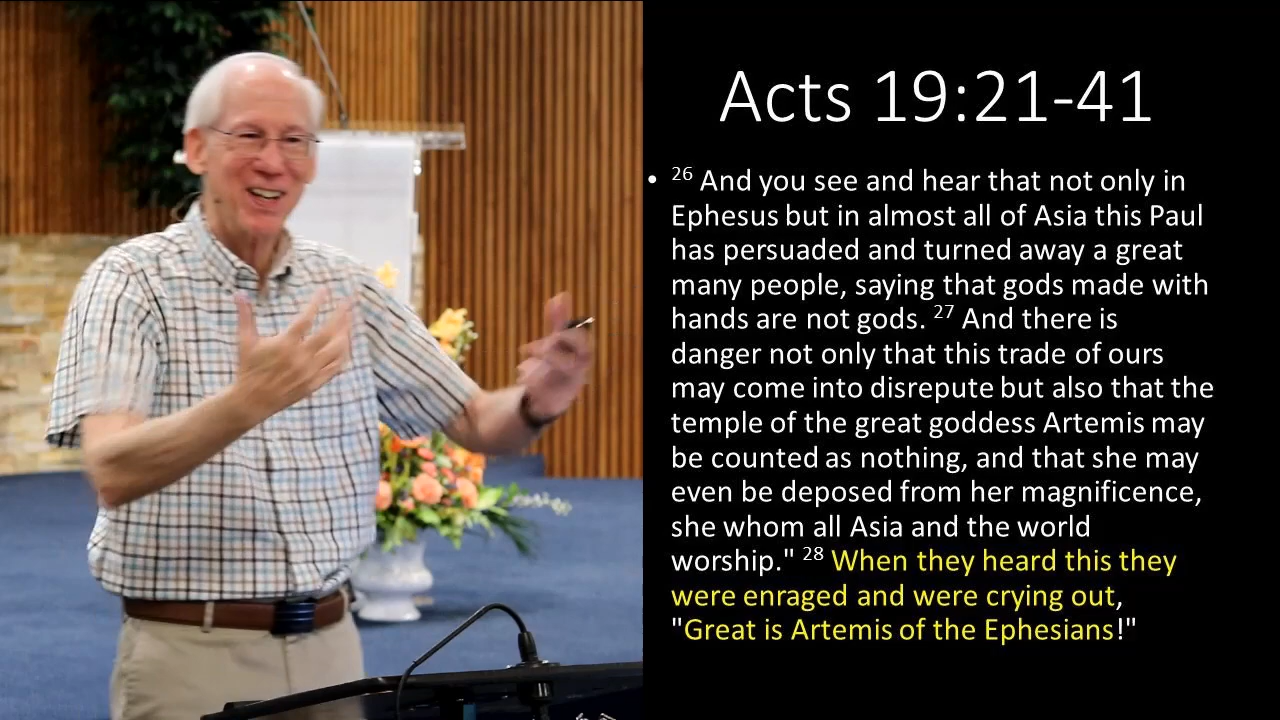 Acts 19:21-41
• 26 And you see and hear that not only in
Ephesus but in almost all of Asia this Paul
has persuaded and turned away a great
many people, saying that gods made with
hands are not gods. 27 And there is
danger not only that this trade of ours
may come into disrepute but also that the
temple of the great goddess Artemis may
be counted as nothing, and that she may
even be deposed from her magnificence,
she whom all Asia and the world
worship." 28 When they heard this they
were enraged and were crying out,
"Great is Artemis of the Ephesians!"